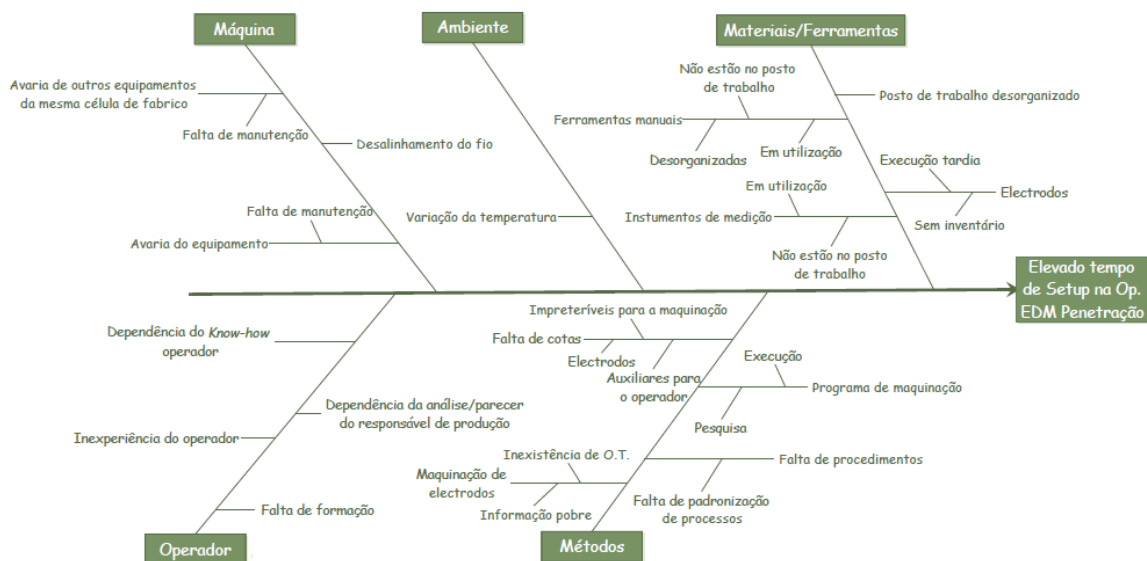 Máquina
Ambiente
Materiais/Ferramentas
Avaria de outros equipamentos
da mesma célula de fabrico
Falta de manutenção
Desalinhamento do fio
Falta de manutenção
Avaria do equipamento
Variação da temperatura
Não estão no posto
de trabalho
Posto de trabalho desorganizado
Ferramentas manuais
Desorganizadas
Em utilização
Execução tardia
Electrodos
Sem inventário
Em utilização
Instumentos de medição
Não estão no posto
de trabalho
Elevado tempo
de Setup na Op.
EDM Penetração
Dependência do Know-how
operador
Dependência da análise/parecer
do responsável de produção
Inexperiência do operador
Falta de formação
Operador
Impreteríveis para a maquinação
Falta de cotas
Electrodos
Auxiliares para
o operador
Execução
Programa de maquinação
Pesquisa
Inexistência de O.T.
Maquinação de
electrodos
Informação pobre
Falta de procedimentos
Falta de padronização
de processos
Métodos